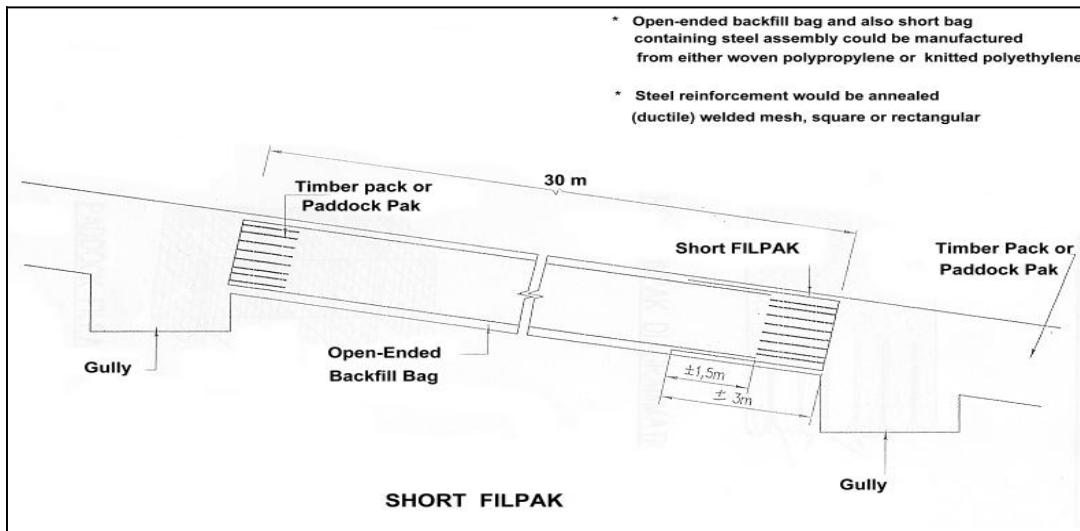 * Open-ended backfill bag and also short bag
containing steel assembly could be manufactured
from either woven polypropylene or knitted polyethylene
* Steel reinforcement would be annealed
(ductile) welded mesh, square or rectangular
30 m
Timber pack or
Paddock Pak
Short FILPAK
Timber Pack or
Paddock Pak
Gully
Open-Ended
Backfill Bag
±1,5m
± 3m
Gully
SHORT FILPAK